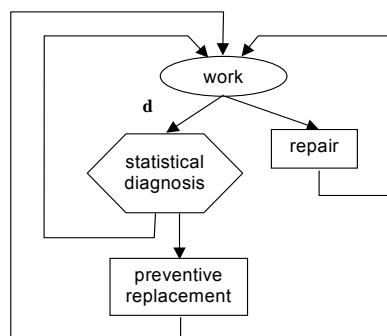 work
d
repair
statistical
diagnosis
preventive
replacement